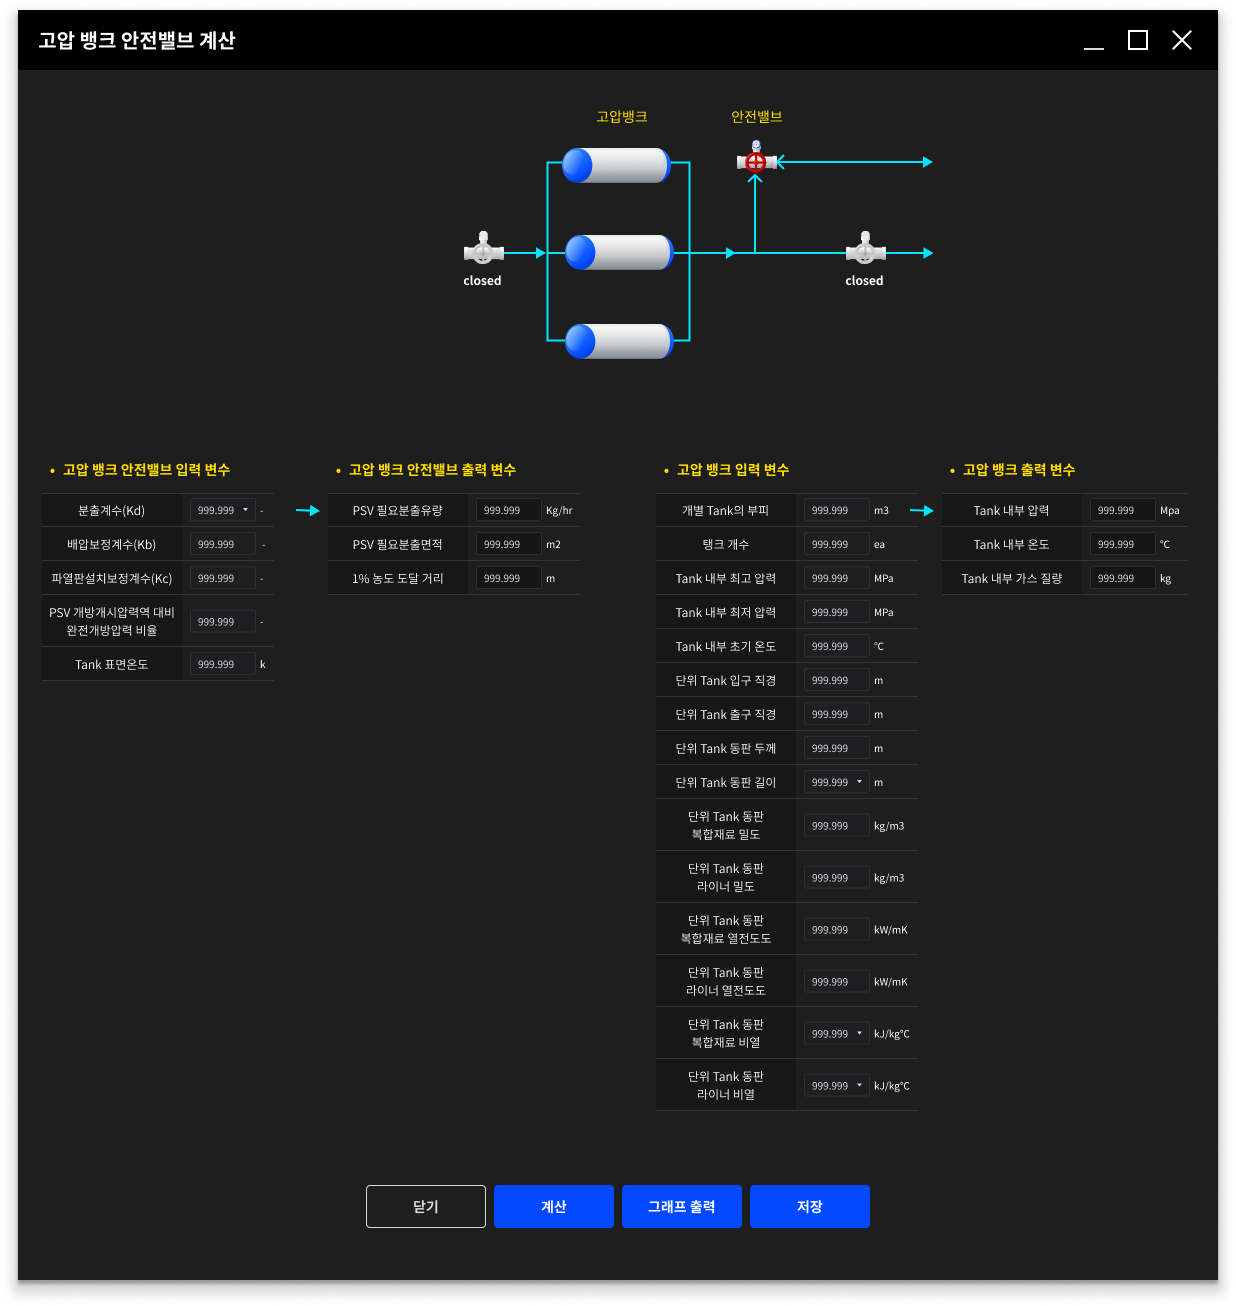 고압 뱅크 안전밸브 계산
고압뱅크
안전밸브
closed
closed
• 고압 뱅크 안전밸브 입력 변수
분출계수(Kd) 999.999 -
배압보정계수(Kb) 999.999 -
파열판설치보정계수(Kc) 999.999 -
PSV 개방개시압력역 대비
완전개방압력 비율 999.999 -
Tank 표면온도 999.999 k
• 고압 뱅크 안전밸브 출력 변수
PSV 필요분출유량 999.999 Kg/hr
PSV 필요분출면적 999.999 m2
1% 농도 도달 거리 999.999 m
• 고압 뱅크 입력 변수
개별 Tank의 부피 999.999 m3
탱크 개수 999.999 ea
Tank 내부 최고 압력 999.999 MPa
Tank 내부 최저 압력 999.999 MPa
Tank 내부 초기 온도 999.999 ℃
단위 Tank 입구 직경 999.999 m
단위 Tank 출구 직경 999.999 m
단위 Tank 동판 두께 999.999 m
단위 Tank 동판 길이 999.999 m
단위 Tank 동판
복합재료 밀도 999.999 kg/m3
단위 Tank 동판
라이너 밀도 999.999 kg/m3
단위 Tank 동판
복합재료 열전도도 999.999 kW/mK
단위 Tank 동판
라이너 열전도도 999.999 kW/mK
단위 Tank 동판
복합재료 비열 999.999 kJ/kg℃
단위 Tank 동판
라이너 비열 999.999 kJ/kg℃
• 고압 뱅크 출력 변수
Tank 내부 압력 999.999 Mpa
Tank 내부 온도 999.999 ℃
Tank 내부 가스 질량 999.999 kg
닫기
계산
그래프 출력
저장